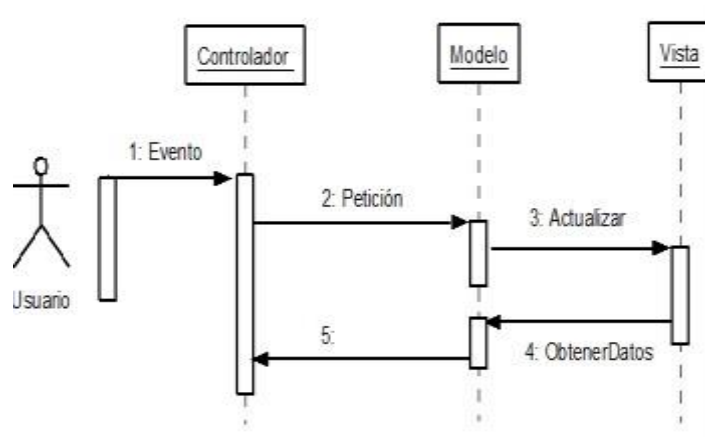 Controlador
Modelo
Vista
1: Evento
2: Petición
3: Actualizar
Usuario
5:
4: ObtenerDatos